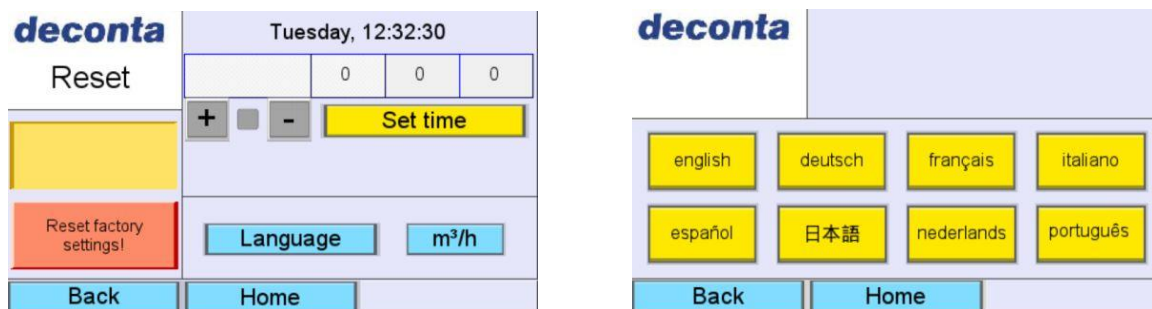 deconta
Tuesday, 12:32:30
Reset
0 0 0
+ -
Set time
Reset factory
settings!
Language
m³/h
Back
Home
deconta
english
deutsch
français
italiano
español
日本語
nederlands
português
Back
Home